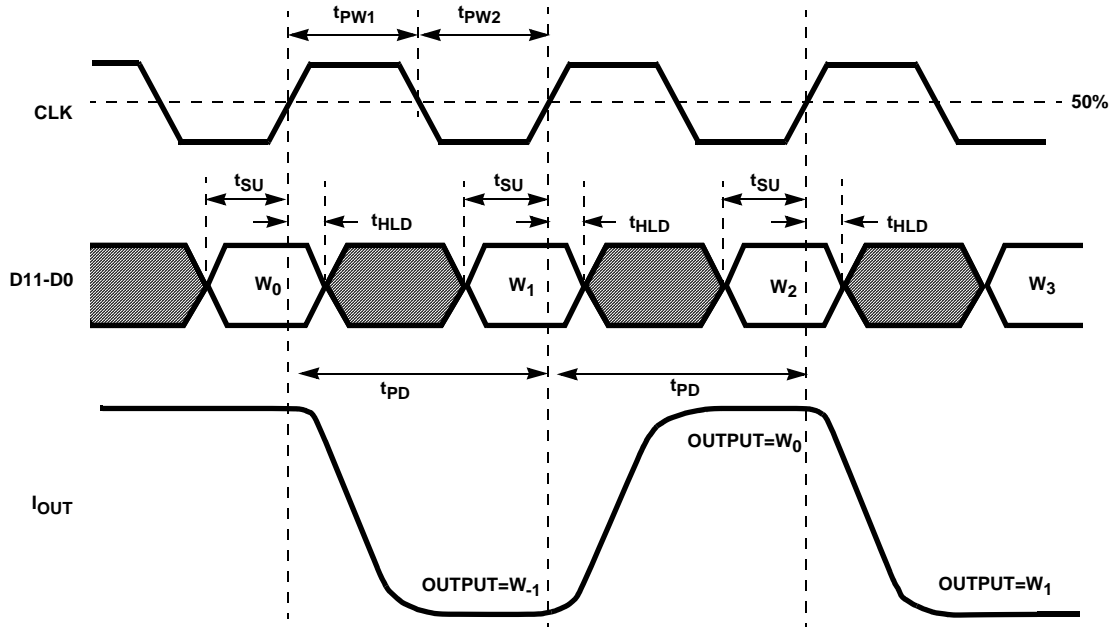 tPW1 tPW2
CLK
50%
tSU tSU tSU
tHLD tHLD tHLD
D11-D0
W0 W1 W2 W3
tPD tPD
OUTPUT=W0
IOUT
OUTPUT=W-1 OUTPUT=W1